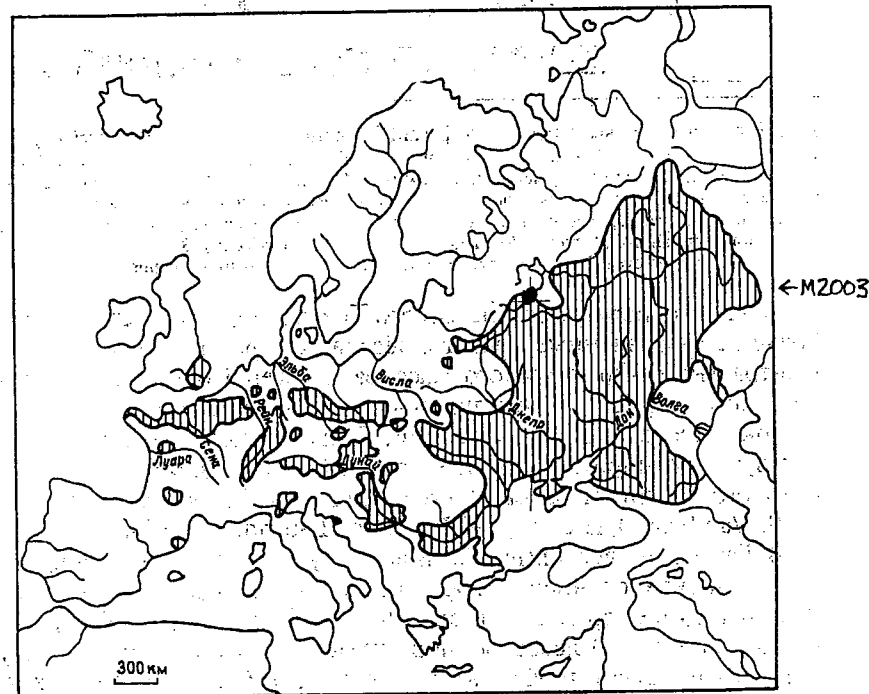 ←M2003
Эльба
Висла
Рейн
Днепр
Дон
Волга
Сена
Луара
Дунай
300 км